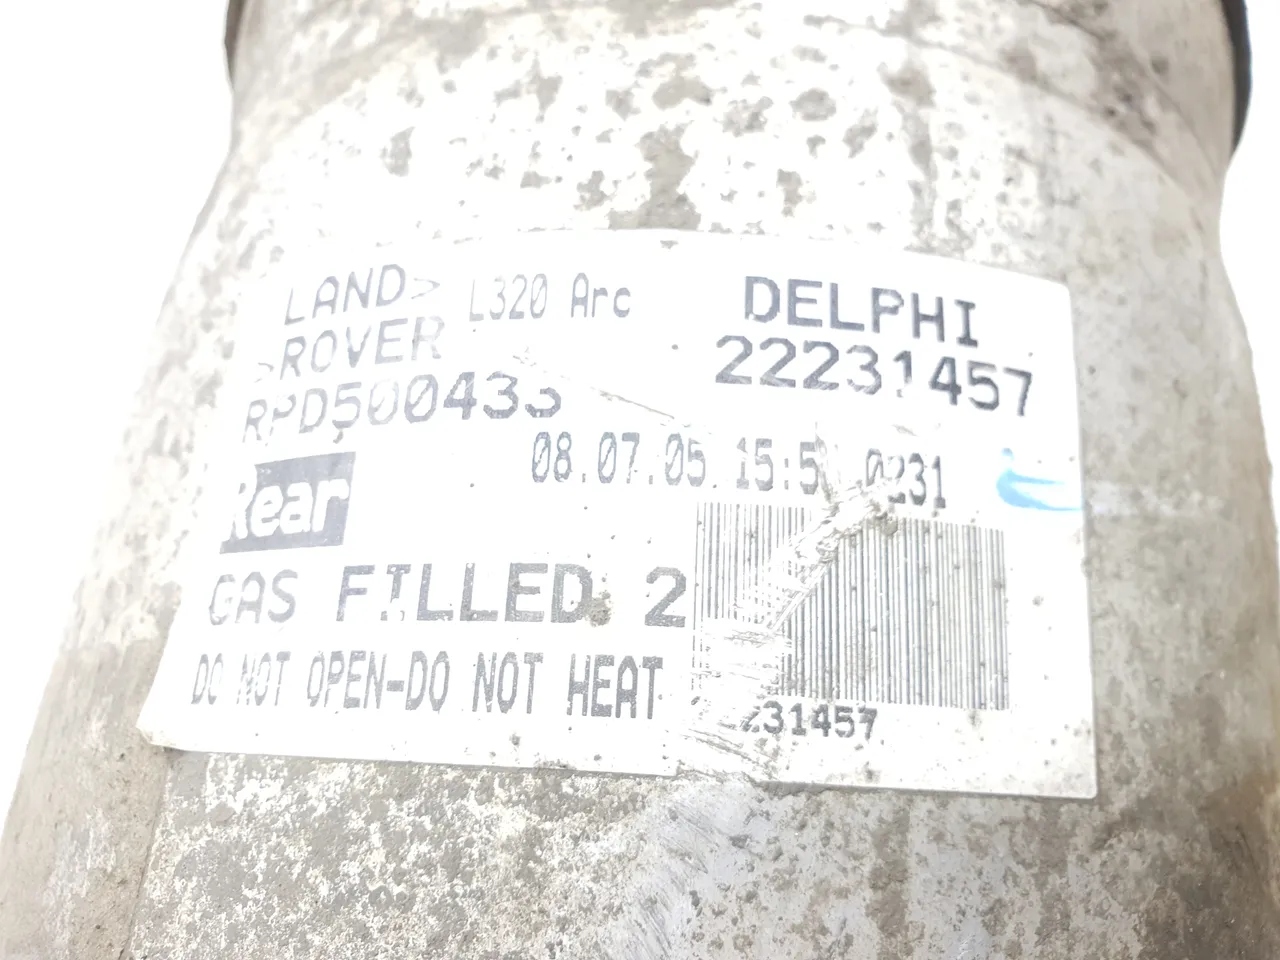 LAND>
>ROVER
L320 Arc
DELPHI
22231457
RPD500433
08.07.05 15:5 0231
Rear
GAS FILLED 2
DO NOT OPEN-DO NOT HEAT
231457